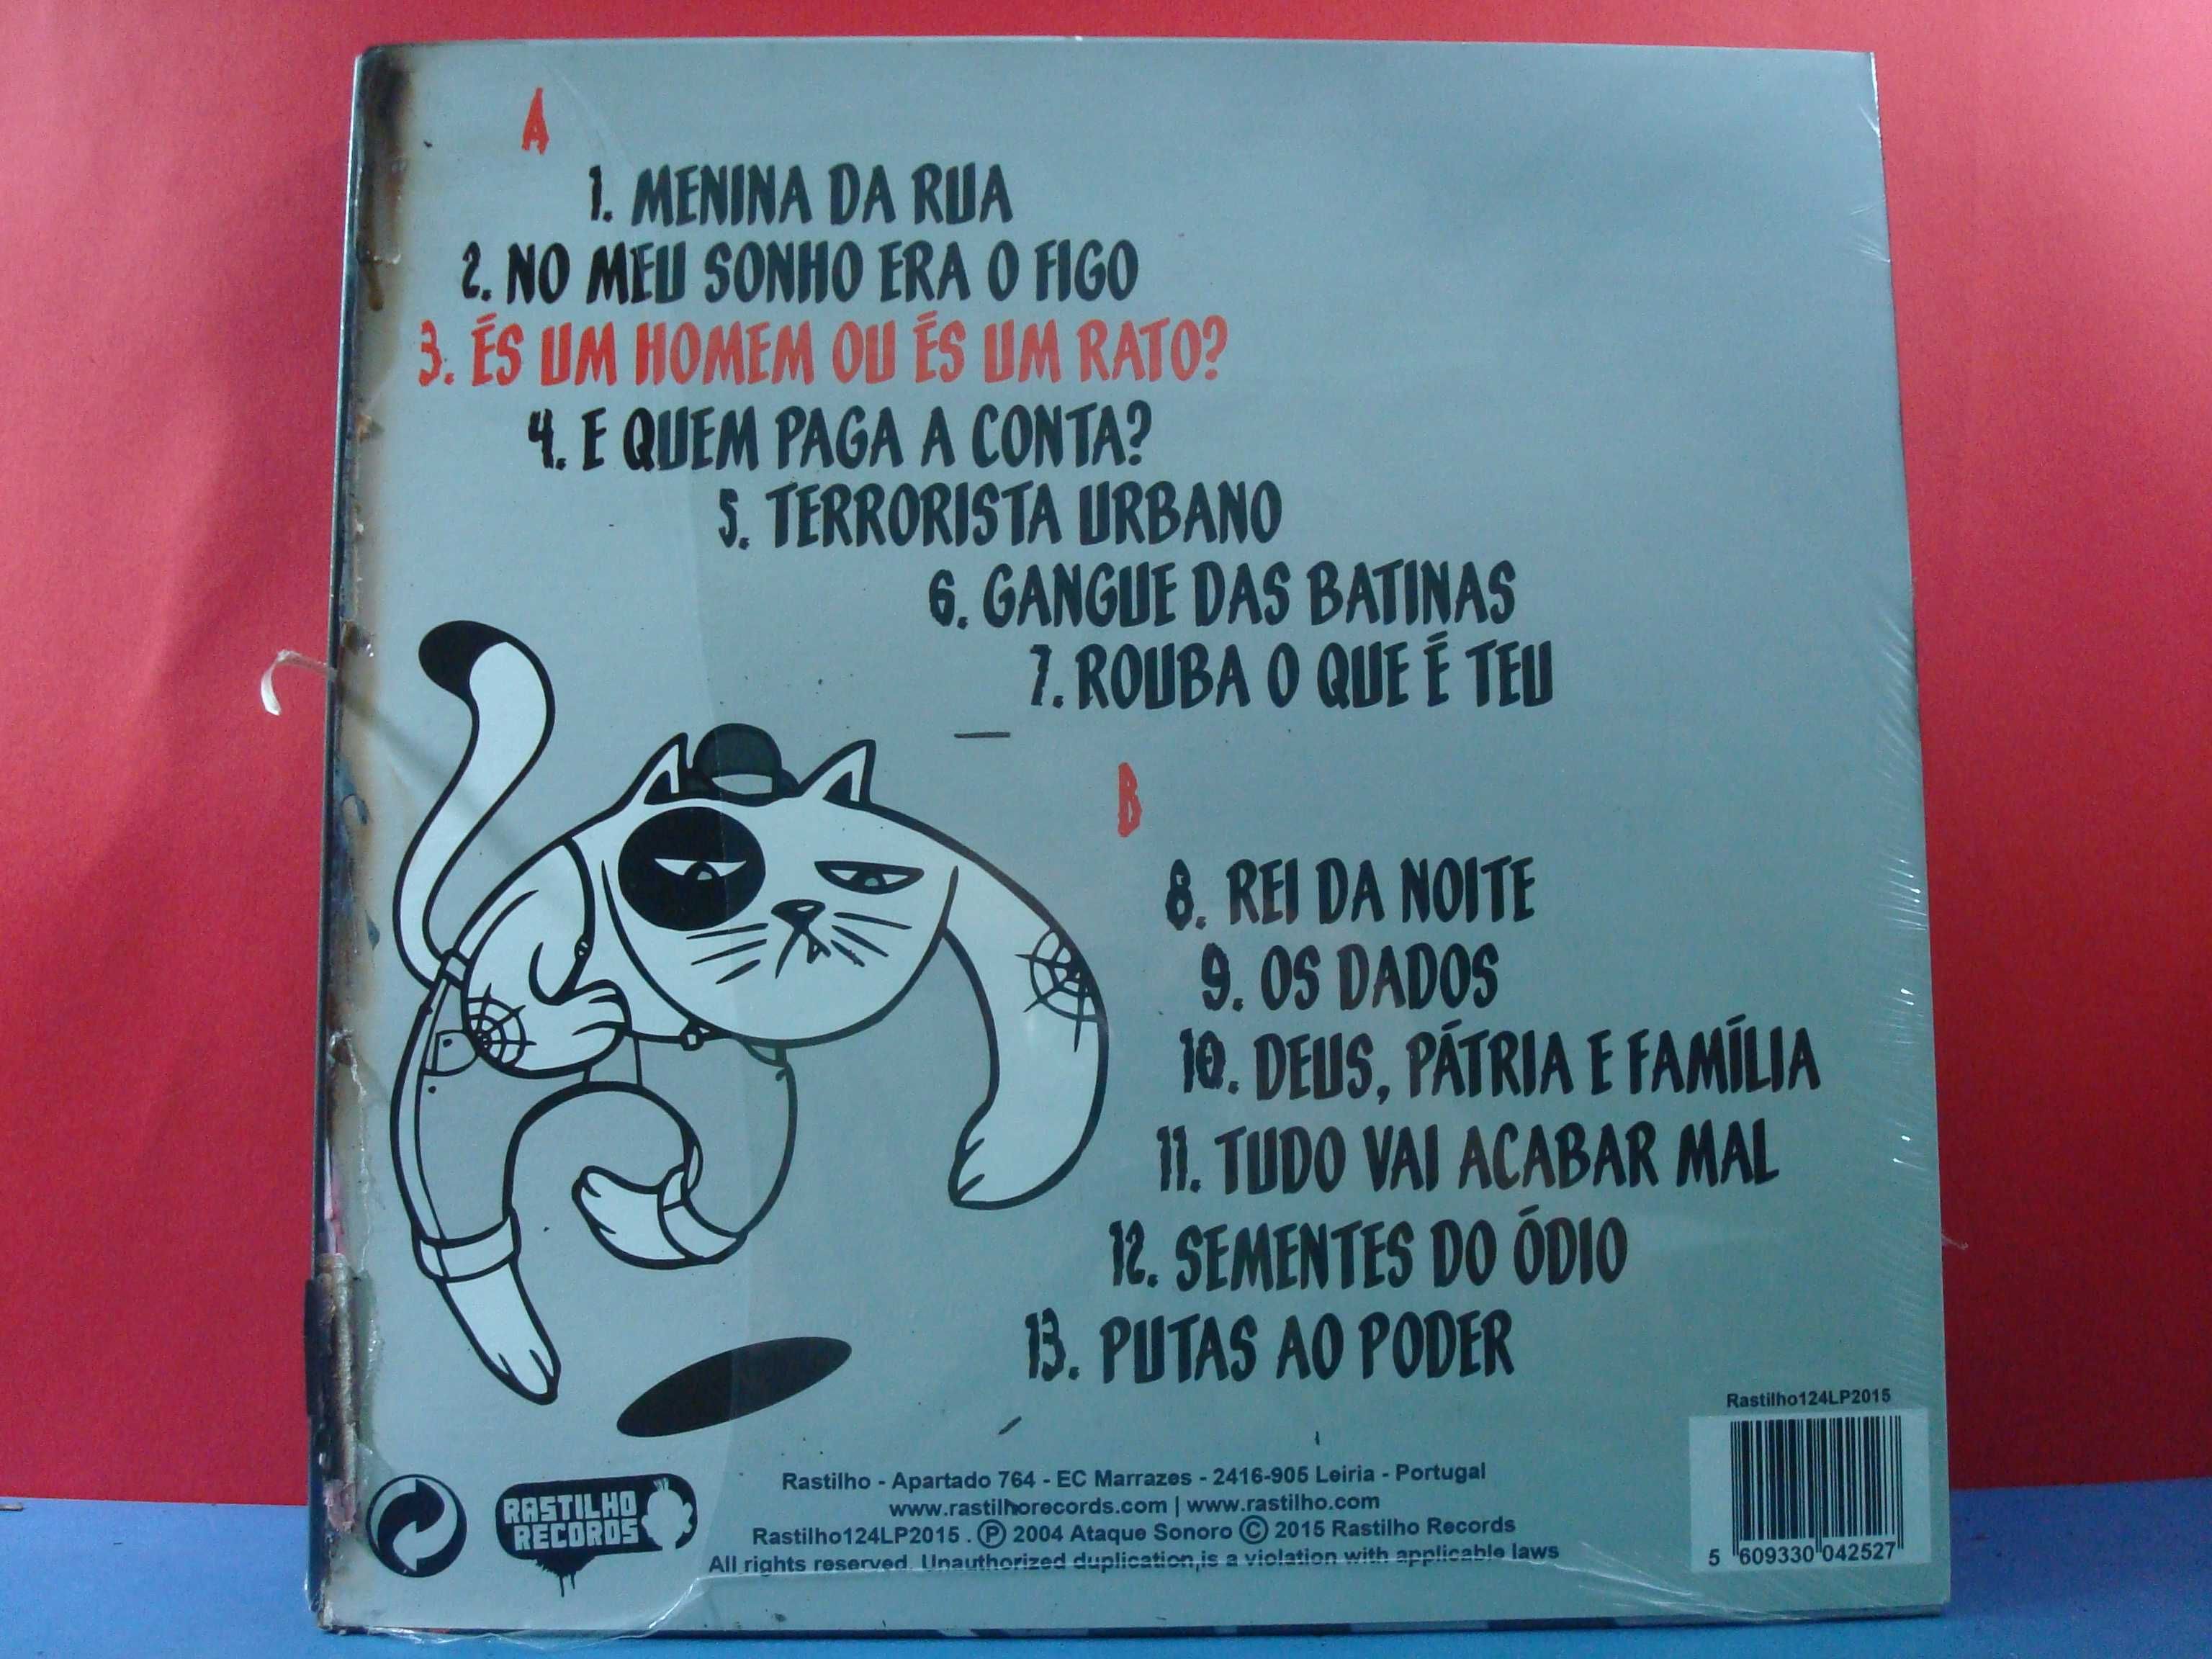 A
1. MENINA DA RUA
2. NO MEU SONHO ERA O FIGO
3. ÉS UM HOMEM OU ÉS UM RATO?
4. E QUEM PAGA A CONTA?
5. TERRORISTA URBANO
6. GANGUE DAS BATINAS
7. ROUBA O QUE É TEU
B
8. REI DA NOITE
9. OS DADOS
10. DEUS, PÁTRIA E FAMÍLIA
11. TUDO VAI ACABAR MAL
12. SEMENTES DO ÓDIO
13. PUTAS AO PODER
Rastilho124LP2015
5 609330 042527
RASTILHO
RECORDS
Rastilho - Apartado 764 - EC Marrazes - 2416-905 Leiria - Portugal
www.rastilhorecords.com | www.rastilho.com
Rastilho124LP2015 . Ⓟ 2004 Ataque Sonoro © 2015 Rastilho Records
All rights reserved. Unauthorized duplication,is a violation with applicable laws